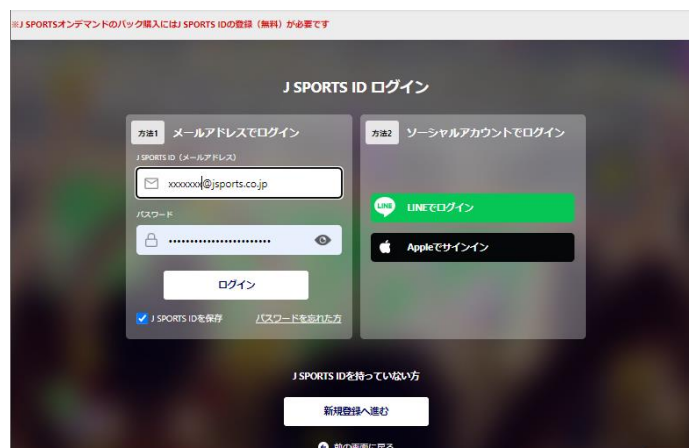 ※J SPORTSオンデマンドのパック購入にはJ SPORTS IDの登録（無料）が必要です
J SPORTS ID ログイン
方法1 メールアドレスでログイン
J SPORTS ID（メールアドレス）
xxxxxxx@jsports.co.jp
パスワード
ログイン
J SPORTS IDを保存 パスワードを忘れた方
方法2 ソーシャルアカウントでログイン
LINE LINEでログイン
Appleでサインイン
J SPORTS IDを持っていない方
新規登録へ進む
前の画面に戻る